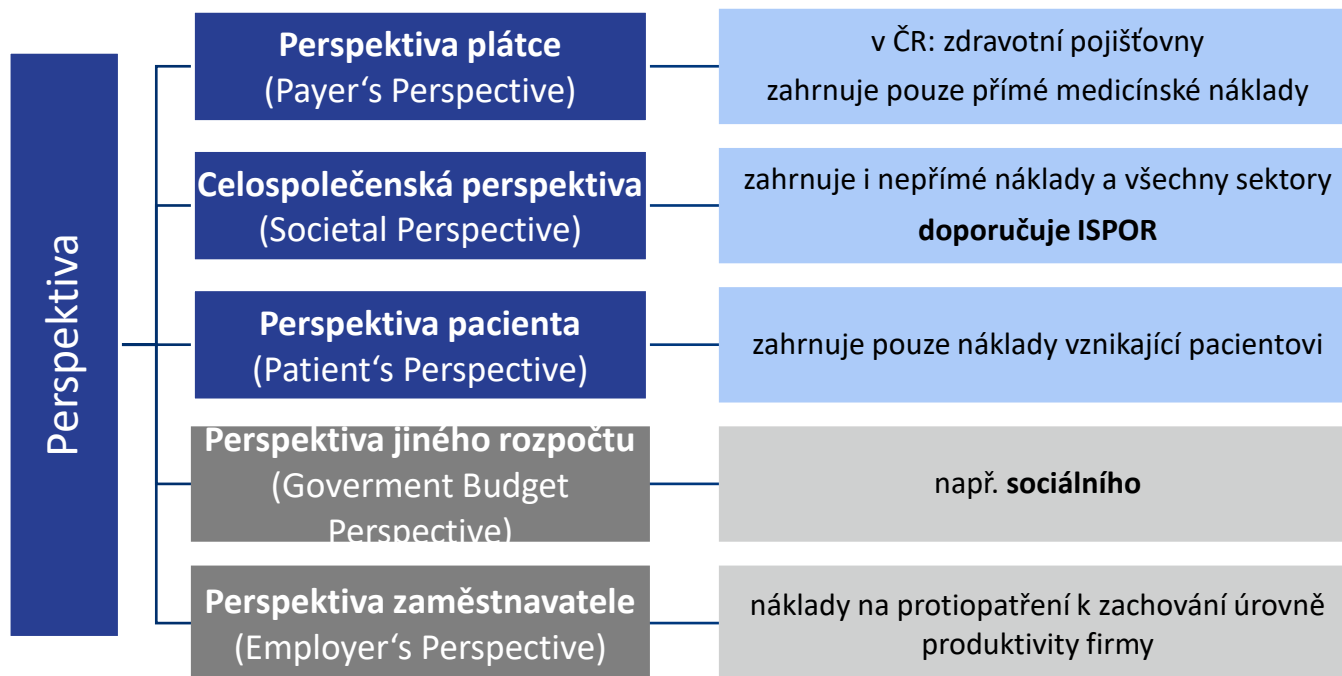 Perspektiva
Perspektiva plátce
(Payer‘s Perspective)
v ČR: zdravotní pojišťovny
zahrnuje pouze přímé medicínské náklady
Celospolečenská perspektiva
(Societal Perspective)
zahrnuje i nepřímé náklady a všechny sektory
doporučuje ISPOR
Perspektiva pacienta
(Patient‘s Perspective)
zahrnuje pouze náklady vznikající pacientovi
Perspektiva jiného rozpočtu
(Goverment Budget
Perspective)
např. sociálního
Perspektiva zaměstnavatele
(Employer‘s Perspective)
náklady na protiopatření k zachování úrovně
produktivity firmy